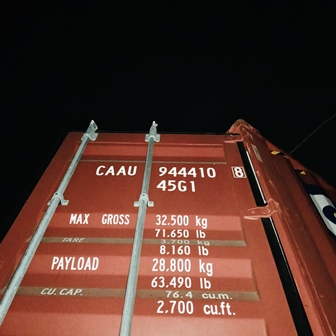 CAAU 944410 8
45G1
MAX GROSS 32.500 kg
71.650 lb
TARE 3.700 kg
8.160 lb
PAYLOAD 28.800 kg
63.490 lb
CU. CAP. 76.4 cu.m.
2.700 cu.ft.